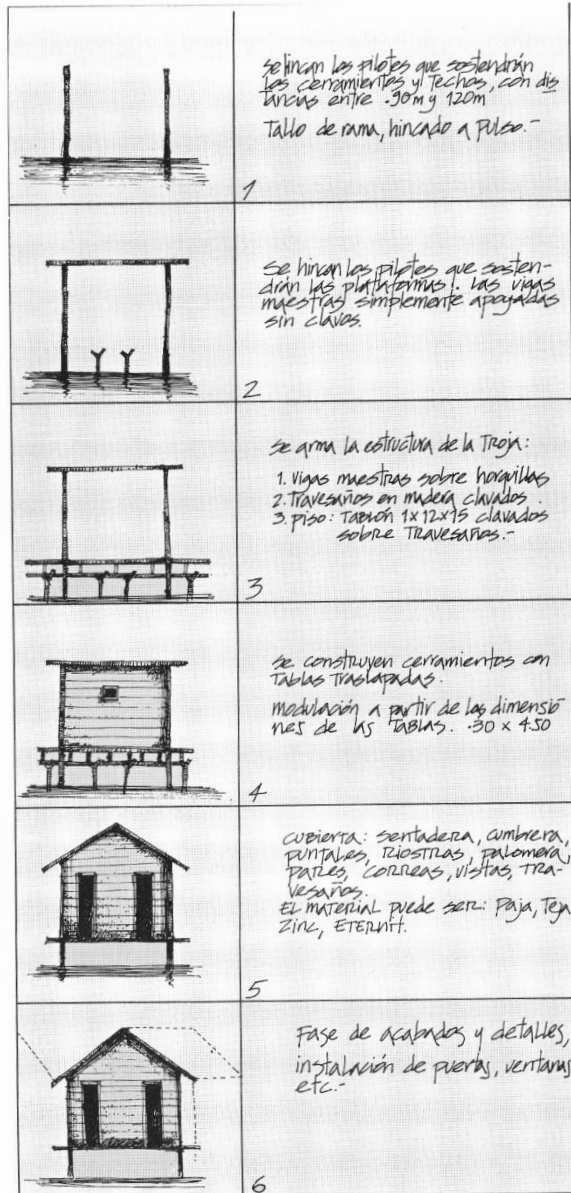 Se hincan los pilotes que sostendrán
los cerramientos y Techos, con dis
tancias entre .90m y 120m
Tallo de rama, hincado a pulso.-
1
Se hincan los pilotes que sosten-
drán las plataformas. Las vigas
maestras simplemente apoyadas
sin clavos.
2
Se arma la estructura de la Troja:
1. Vigas maestras sobre horquillas
2. Travesaños en madera clavados
3. piso: Tablón 1x12x15 clavados
sobre Travesaños.-
3
Se construyen cerramientos con
Tablas Traslapadas.
modulación a partir de las dimensio-
nes de las TABLAS. .30 x 4.50
4
CUBIERTA: Sentadera, cumbrera,
puntales, Riostras, palomera,
pares, correas, vistas, TRA-
vesaños.
EL MATERIAL puede ser: Paja, Teja
Zinc, ETERNIT.
5
Fase de acabados y detalles,
instalación de puertas, ventanas
etc.-
6